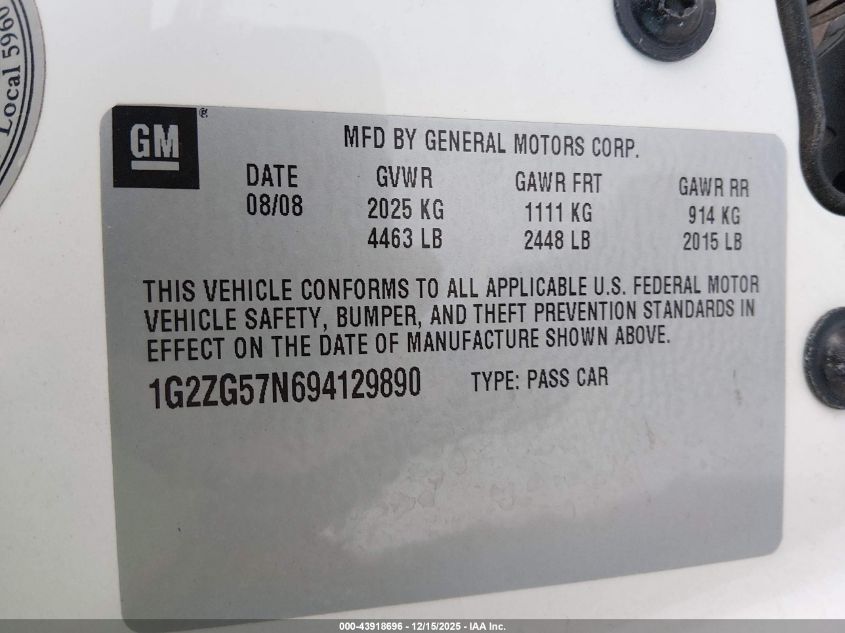 Local 5960
GM®
MFD BY GENERAL MOTORS CORP.
DATE GVWR GAWR FRT GAWR RR
08/08 2025 KG 1111 KG 914 KG
4463 LB 2448 LB 2015 LB
THIS VEHICLE CONFORMS TO ALL APPLICABLE U.S. FEDERAL MOTOR
VEHICLE SAFETY, BUMPER, AND THEFT PREVENTION STANDARDS IN
EFFECT ON THE DATE OF MANUFACTURE SHOWN ABOVE.
1G2ZG57N694129890 TYPE: PASS CAR
000-43918696 - 12/15/2025 - IAA Inc.